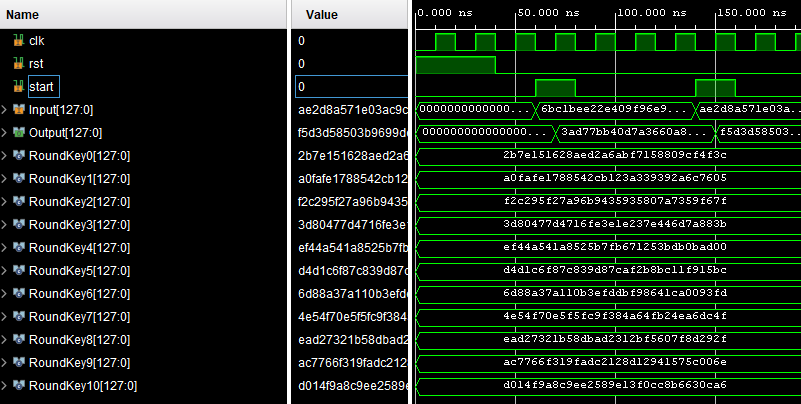 Name Value 0.000 ns 50.000 ns 100.000 ns 150.000 ns
clk 0
rst 0
start 0
Input[127:0] ae2d8a571e03ac9c 0000000000000... 6bc1bee22e409f96e9... ae2d8a571e03a...
Output[127:0] f5d3d58503b9699de 000000000000000... 3ad77bb40d7a3660a8... f5d3d58503...
RoundKey0[127:0] 2b7e151628aed2a6 2b7e151628aed2a6abf7158809cf4f3c
RoundKey1[127:0] a0fafe1788542cb12 a0fafe1788542cb123a339392a6c7605
RoundKey2[127:0] f2c295f27a96b9435 f2c295f27a96b9435935807a7359f67f
RoundKey3[127:0] 3d80477d4716fe3e1 3d80477d4716fe3e1e237e446d7a883b
RoundKey4[127:0] ef44a541a8525b7fb ef44a541a8525b7fb671253bdb0bad00
RoundKey5[127:0] d4d1c6f87c839d87c d4d1c6f87c839d87caf2b8bc11f915bc
RoundKey6[127:0] 6d88a37a110b3efde 6d88a37a110b3efddbf98641ca0093fd
RoundKey7[127:0] 4e54f70e5f5fc9f384 4e54f70e5f5fc9f384a64fb24ea6dc4f
RoundKey8[127:0] ead27321b58dbad2 ead27321b58dbad2312bf5607f8d292f
RoundKey9[127:0] ac7766f319fadc212 ac7766f319fadc2128d12941575c006e
RoundKey10[127:0] d014f9a8c9ee2589e d014f9a8c9ee2589e13f0cc8b6630ca6